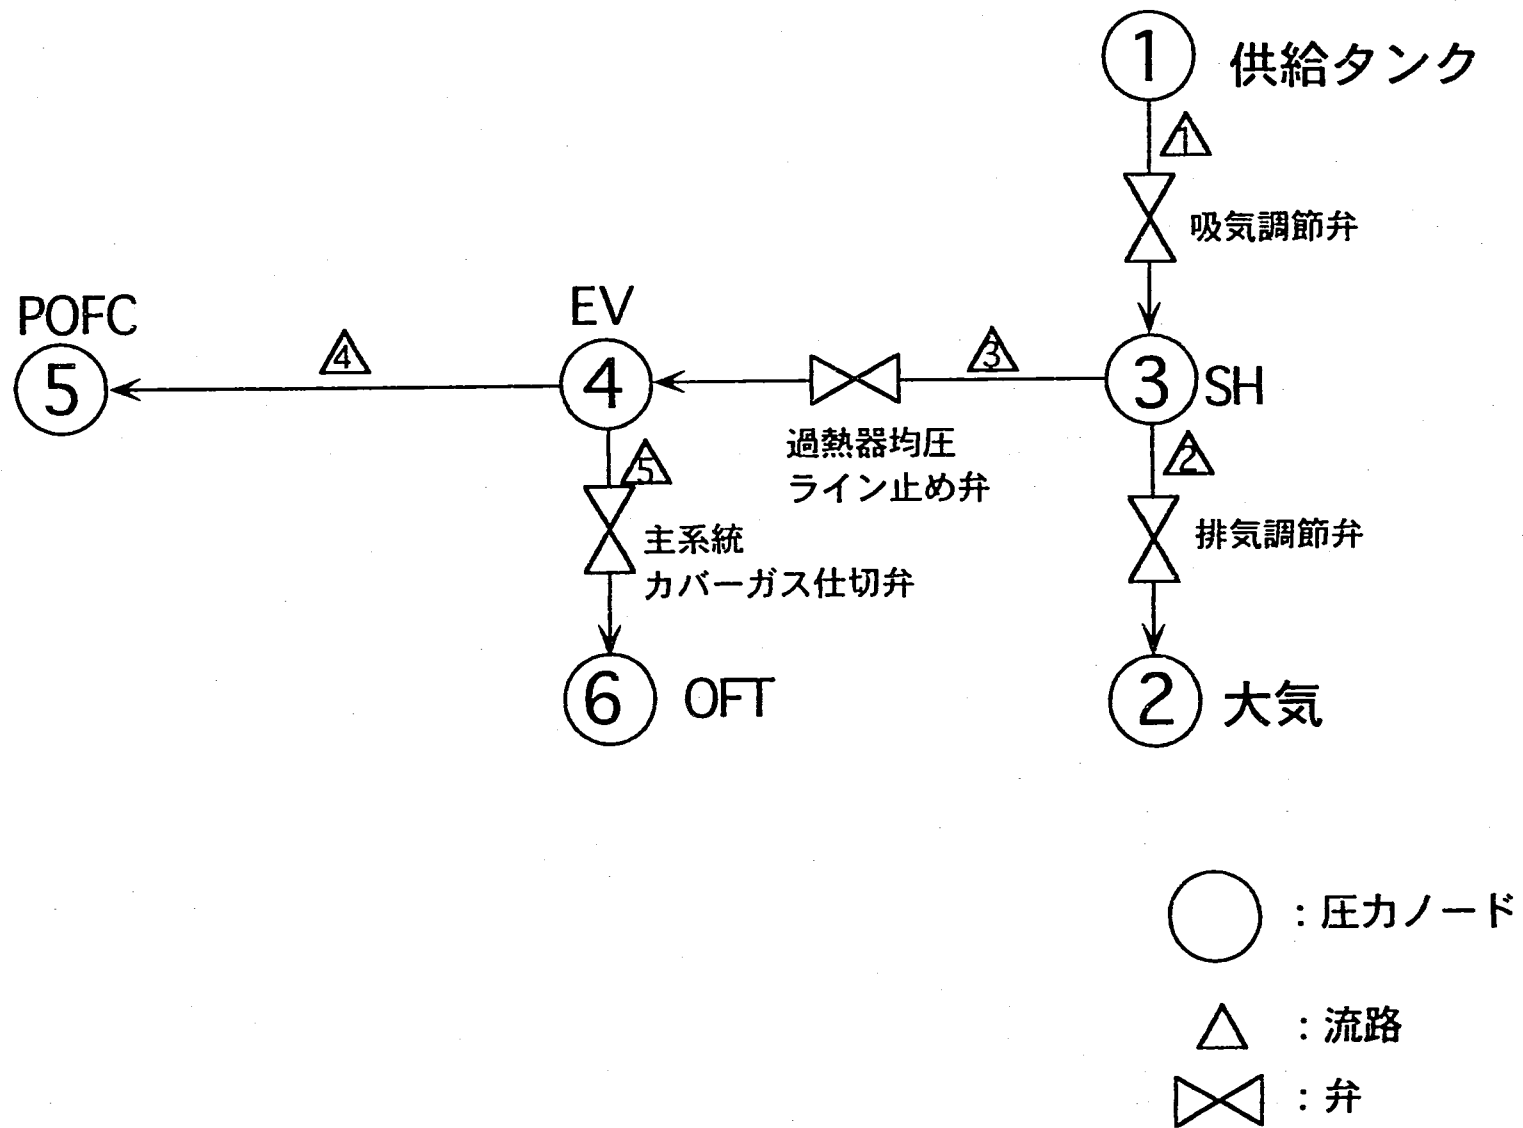 1 供給タンク
1
吸気調節弁
POFC
5
4
EV
4
3
3 SH
過熱器均圧
ライン止め弁
2
排気調節弁
5
主系統
カバーガス仕切弁
6 OFT
2 大気
：圧力ノード
：流路
：弁